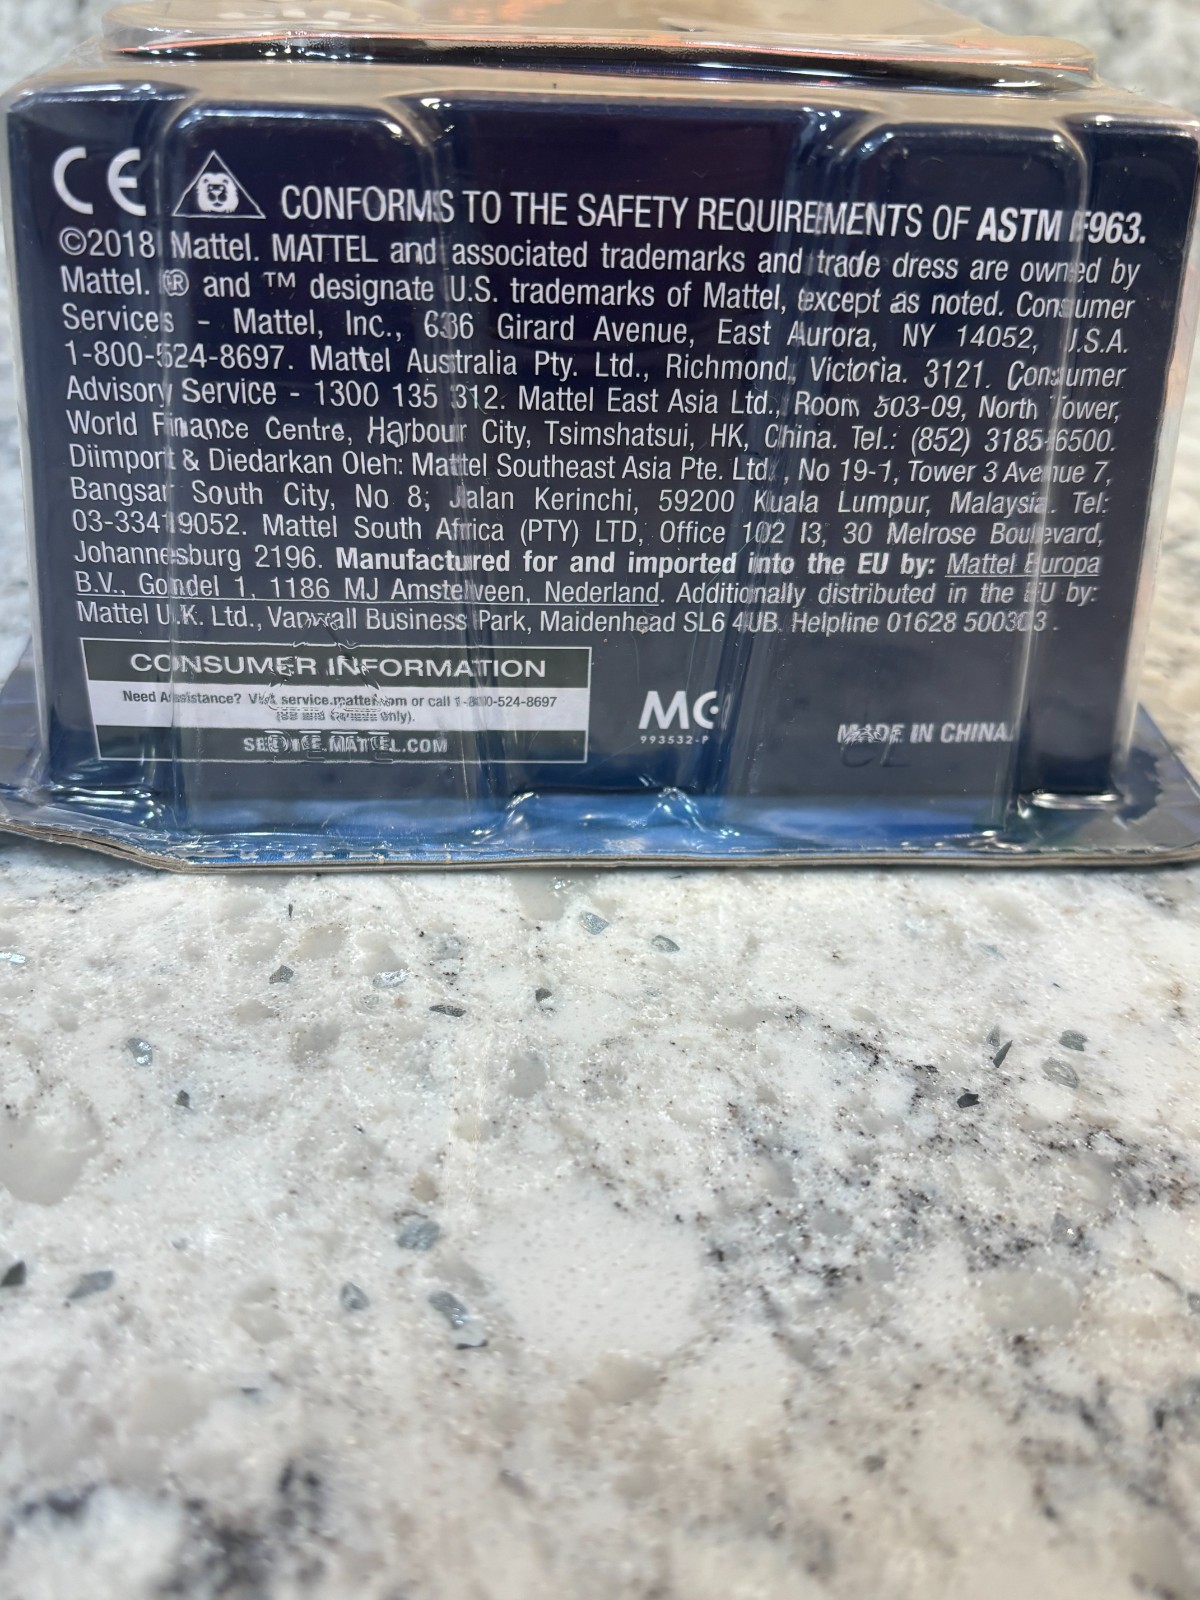 CE CONFORMS TO THE SAFETY REQUIREMENTS OF ASTM F963.
©2018 Mattel. MATTEL and associated trademarks and trade dress are owned by
Mattel. ® and ™ designate U.S. trademarks of Mattel, except as noted. Consumer
Services - Mattel, Inc., 636 Girard Avenue, East Aurora, NY 14052, U.S.A.
1-800-524-8697. Mattel Australia Pty. Ltd., Richmond, Victoria. 3121. Consumer
Advisory Service - 1300 135 312. Mattel East Asia Ltd., Room 503-09, North Tower,
World Finance Centre, Harbour City, Tsimshatsui, HK, China. Tel.: (852) 3185-6500.
Diimport & Diedarkan Oleh: Mattel Southeast Asia Pte. Ltd., No 19-1, Tower 3 Avenue 7,
Bangsar South City, No 8, Jalan Kerinchi, 59200 Kuala Lumpur, Malaysia. Tel:
03-33419052. Mattel South Africa (PTY) LTD, Office 102 I3, 30 Melrose Boulevard,
Johannesburg 2196. Manufactured for and imported into the EU by: Mattel Europa
B.V., Gondel 1, 1186 MJ Amstelveen, Nederland. Additionally distributed in the EU by:
Mattel U.K. Ltd., Vanwall Business Park, Maidenhead SL6 4UB. Helpline 01628 500303.
CONSUMER INFORMATION
Need Assistance? Visit service.mattel.com or call 1-800-524-8697
(US and Canada only).
SERVICE.MATTEL.COM
993532-P
MADE IN CHINA.